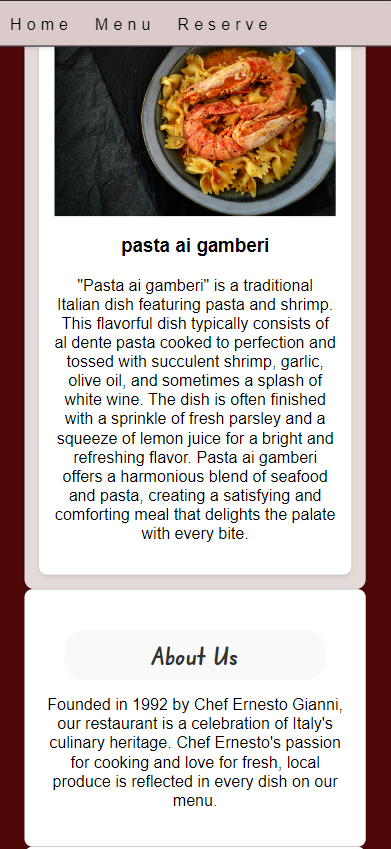 Home Menu Reserve
pasta ai gamberi
"Pasta ai gamberi" is a traditional
Italian dish featuring pasta and shrimp.
This flavorful dish typically consists of
al dente pasta cooked to perfection and
tossed with succulent shrimp, garlic,
olive oil, and sometimes a splash of
white wine. The dish is often finished
with a sprinkle of fresh parsley and a
squeeze of lemon juice for a bright and
refreshing flavor. Pasta ai gamberi
offers a harmonious blend of seafood
and pasta, creating a satisfying and
comforting meal that delights the palate
with every bite.
About Us
Founded in 1992 by Chef Ernesto Gianni,
our restaurant is a celebration of Italy's
culinary heritage. Chef Ernesto's passion
for cooking and love for fresh, local
produce is reflected in every dish on our
menu.